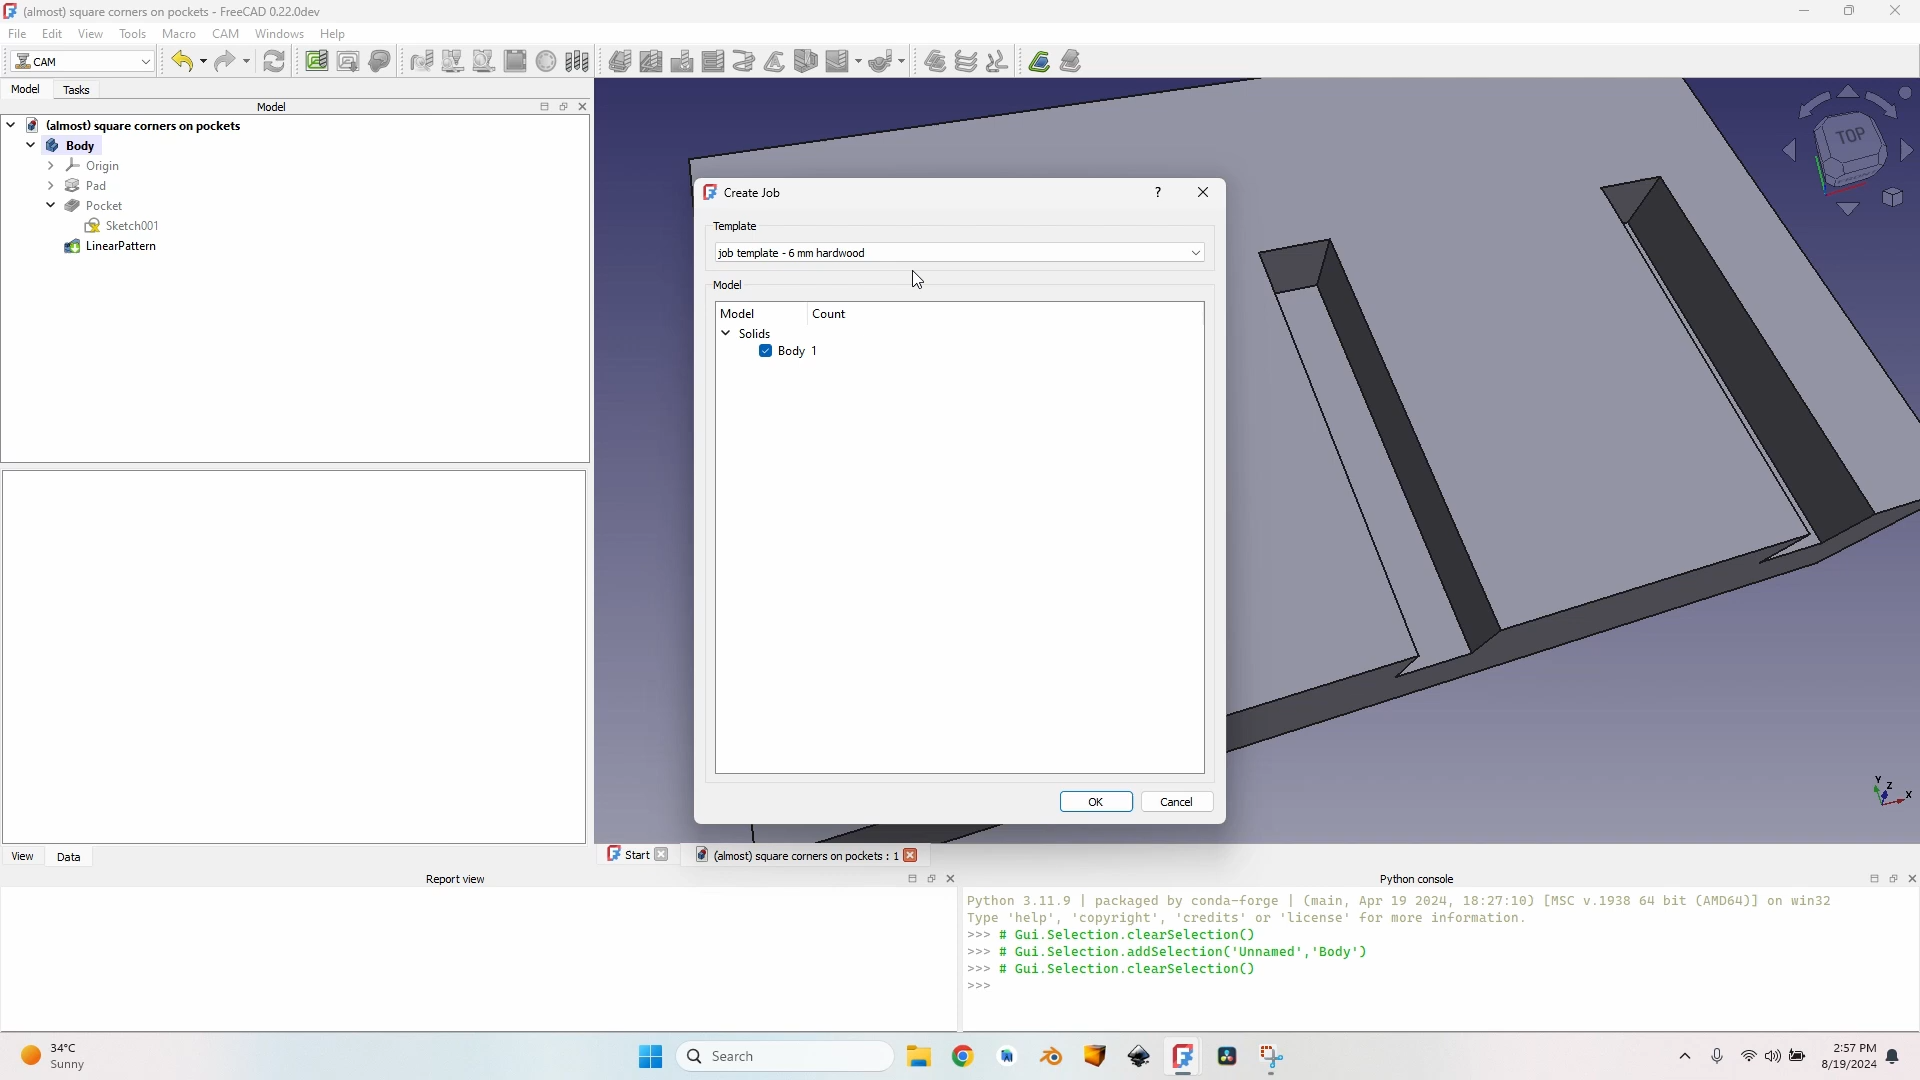 (almost) square corners on pockets - FreeCAD 0.22.0dev
File Edit View Tools Macro CAM Windows Help
CAM
Model Tasks
Model
(almost) square corners on pockets
Body
Origin
Pad
Pocket
Sketch001
LinearPattern
TOP
Create Job
?
Template
job template - 6 mm hardwood
Model
Model Count
Solids
Body 1
OK Cancel
Y
Z
X
View Data
Start
(almost) square corners on pockets : 1
Report view
Python console
Python 3.11.9 | packaged by conda-forge | (main, Apr 19 2024, 18:27:10) [MSC v.1938 64 bit (AMD64)] on win32
Type 'help', 'copyright', 'credits' or 'license' for more information.
>>> # Gui.Selection.clearSelection()
>>> # Gui.Selection.addSelection('Unnamed','Body')
>>> # Gui.Selection.clearSelection()
>>>
34°C
Sunny
Search
2:57 PM
8/19/2024